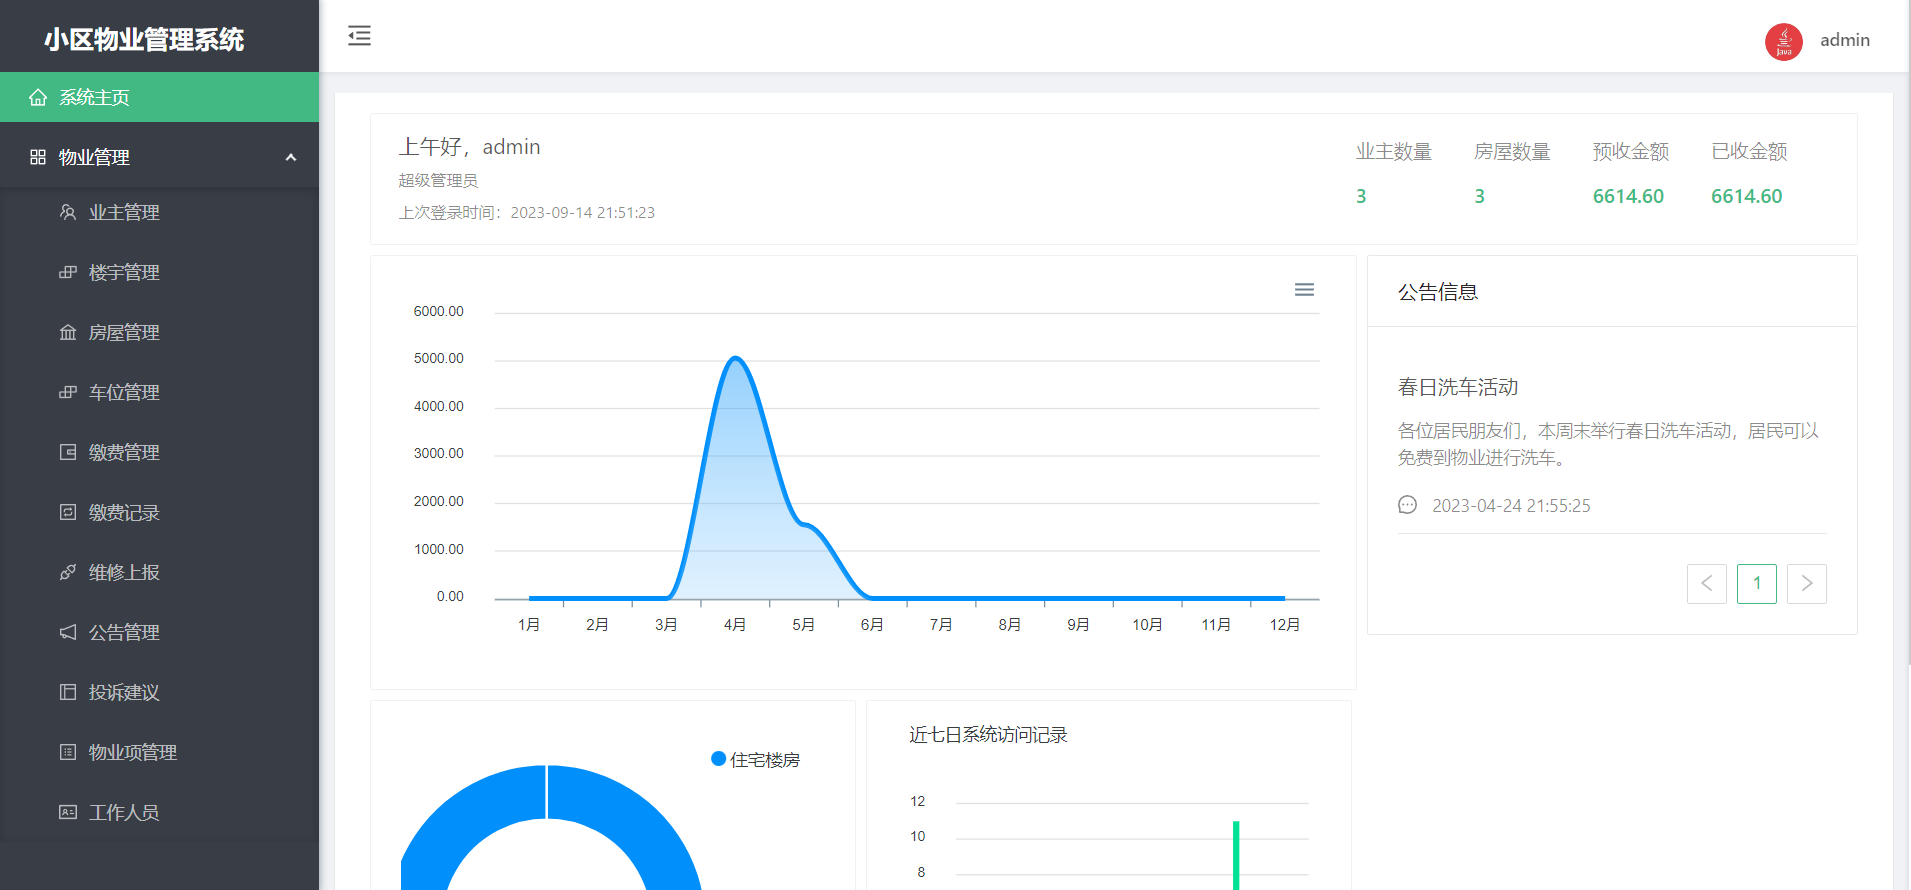 小区物业管理系统
系统主页
物业管理
业主管理
楼宇管理
房屋管理
车位管理
缴费管理
缴费记录
维修上报
公告管理
投诉建议
物业项管理
工作人员
Java
admin
上午好，admin
超级管理员
上次登录时间：2023-09-14 21:51:23
业主数量 房屋数量 预收金额 已收金额
3 3 6614.60 6614.60
6000.00
5000.00
4000.00
3000.00
2000.00
1000.00
0.00
1月 2月 3月 4月 5月 6月 7月 8月 9月 10月 11月 12月
公告信息
春日洗车活动
各位居民朋友们，本周末举行春日洗车活动，居民可以
免费到物业进行洗车。
2023-04-24 21:55:25
1
住宅楼房
近七日系统访问记录
12
10
8